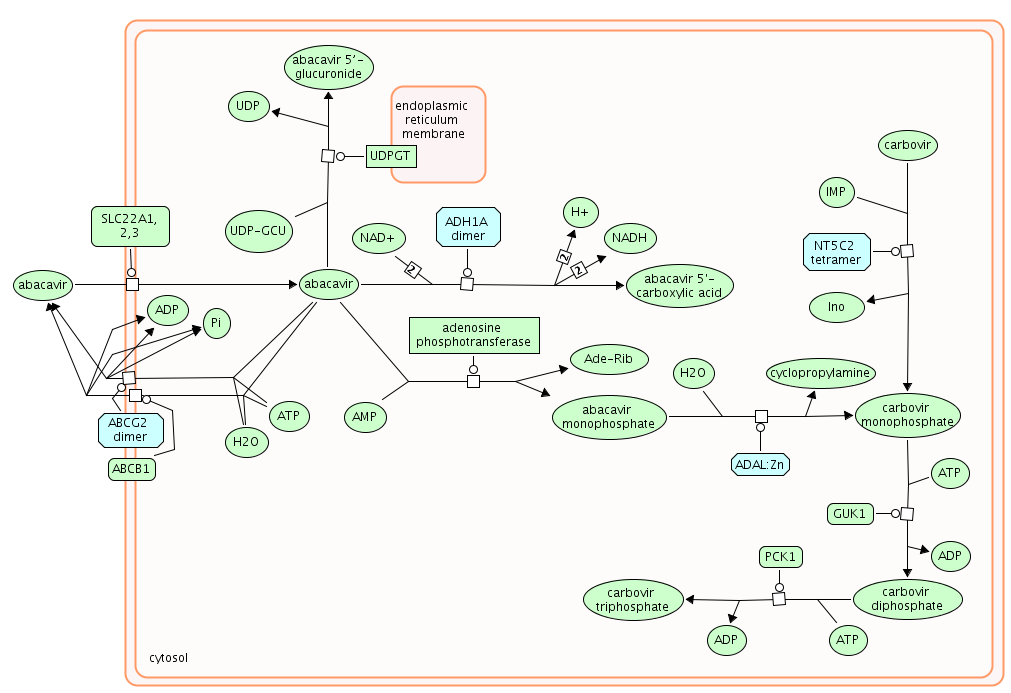 abacavir 5'-
glucuronide
UDP
endoplasmic
reticulum
membrane
UDPGT
carbovir
IMP
SLC22A1,
2,3
UDP-GCU
NAD+
ADH1A
dimer
H+
NADH
NT5C2
tetramer
2
2
2
abacavir
abacavir
abacavir 5'-
carboxylic acid
Ino
ADP
Pi
adenosine
phosphotransferase
Ade-Rib
H2O
cyclopropylamine
AMP
abacavir
monophosphate
carbovir
monophosphate
ATP
ABCG2
dimer
H2O
ABCB1
ADAL:Zn
ATP
GUK1
PCK1
ADP
carbovir
triphosphate
carbovir
diphosphate
ADP
ATP
cytosol